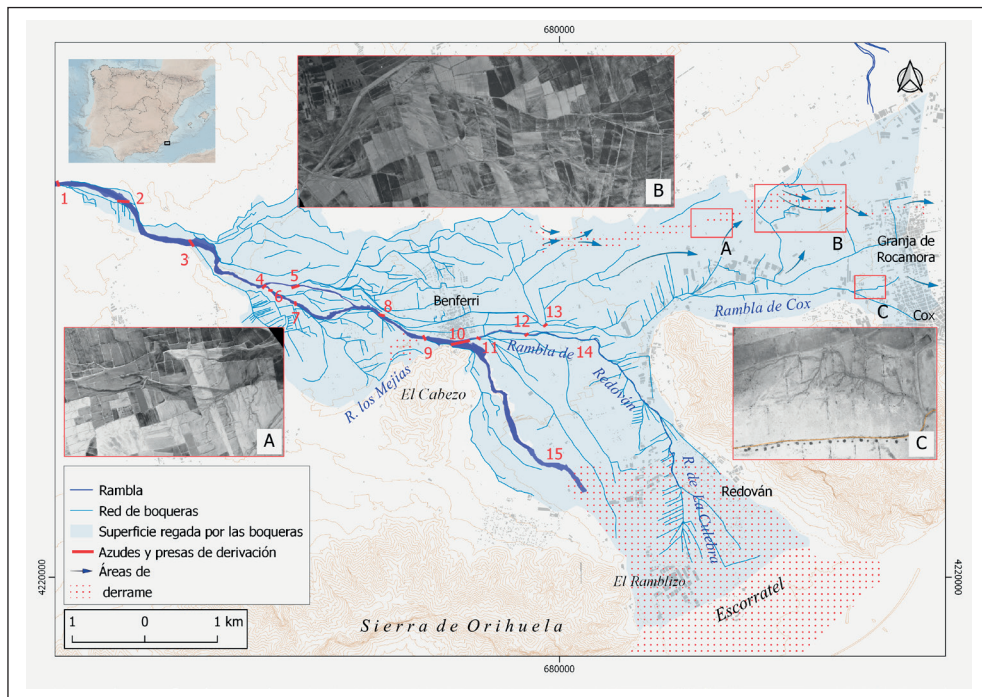 680000
B
1
2
3
4
5
6
7
8
Benferri
9
10
11
12
13
14
15
A
B
C
Granja de
Rocamora
Cox
Rambla de Cox
Rambla de
Redován
R. los Mejías
El Cabezo
A
C
R. de La Culebra
Redován
El Ramblizo
Escorratel
Sierra de Orihuela
Rambla
Red de boqueras
Superficie regada por las boqueras
Azudes y presas de derivación
Áreas de
derrame
1 0 1 km
4220000
4220000
680000